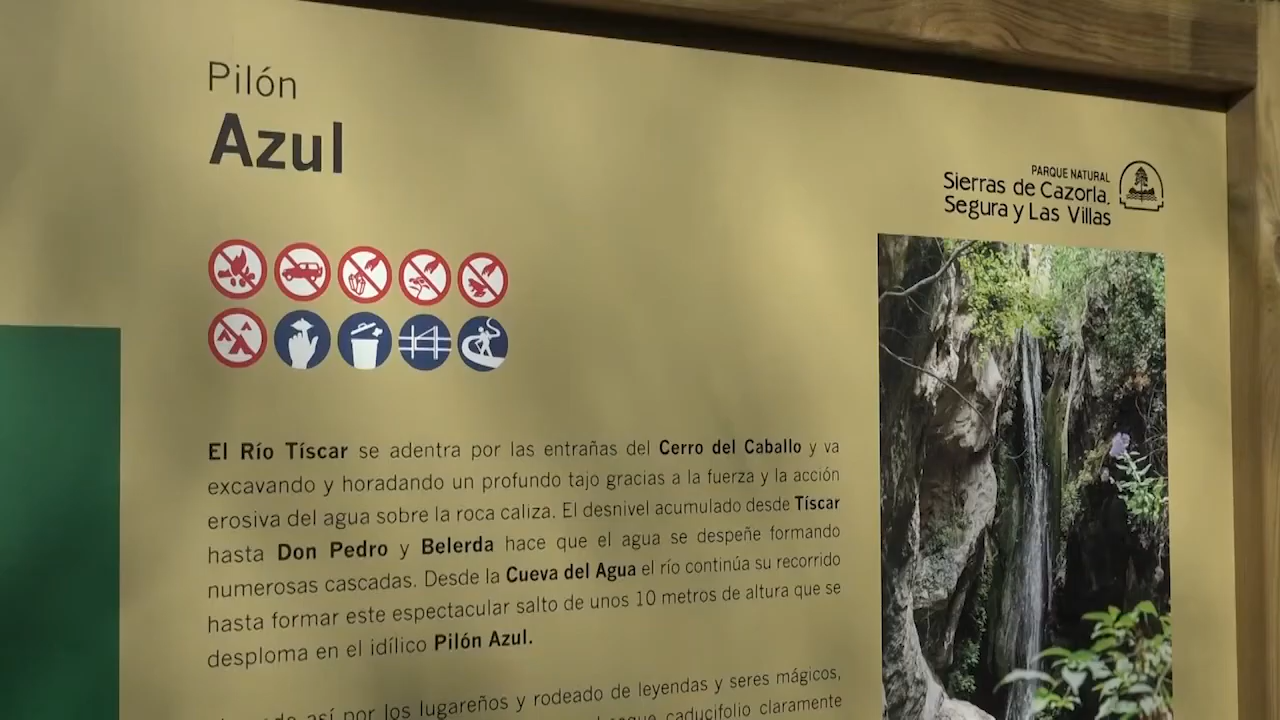 Pilón
Azul
PARQUE NATURAL
Sierras de Cazorla,
Segura y Las Villas
El Río Tíscar se adentra por las entrañas del Cerro del Caballo y va
excavando y horadando un profundo tajo gracias a la fuerza y la acción
erosiva del agua sobre la roca caliza. El desnivel acumulado desde Tíscar
hasta Don Pedro y Belerda hace que el agua se despeñe formando
numerosas cascadas. Desde la Cueva del Agua el río continúa su recorrido
hasta formar este espectacular salto de unos 10 metros de altura que se
desploma en el idílico Pilón Azul.
así por los lugareños y rodeado de leyendas y seres mágicos,
caducifolio claramente